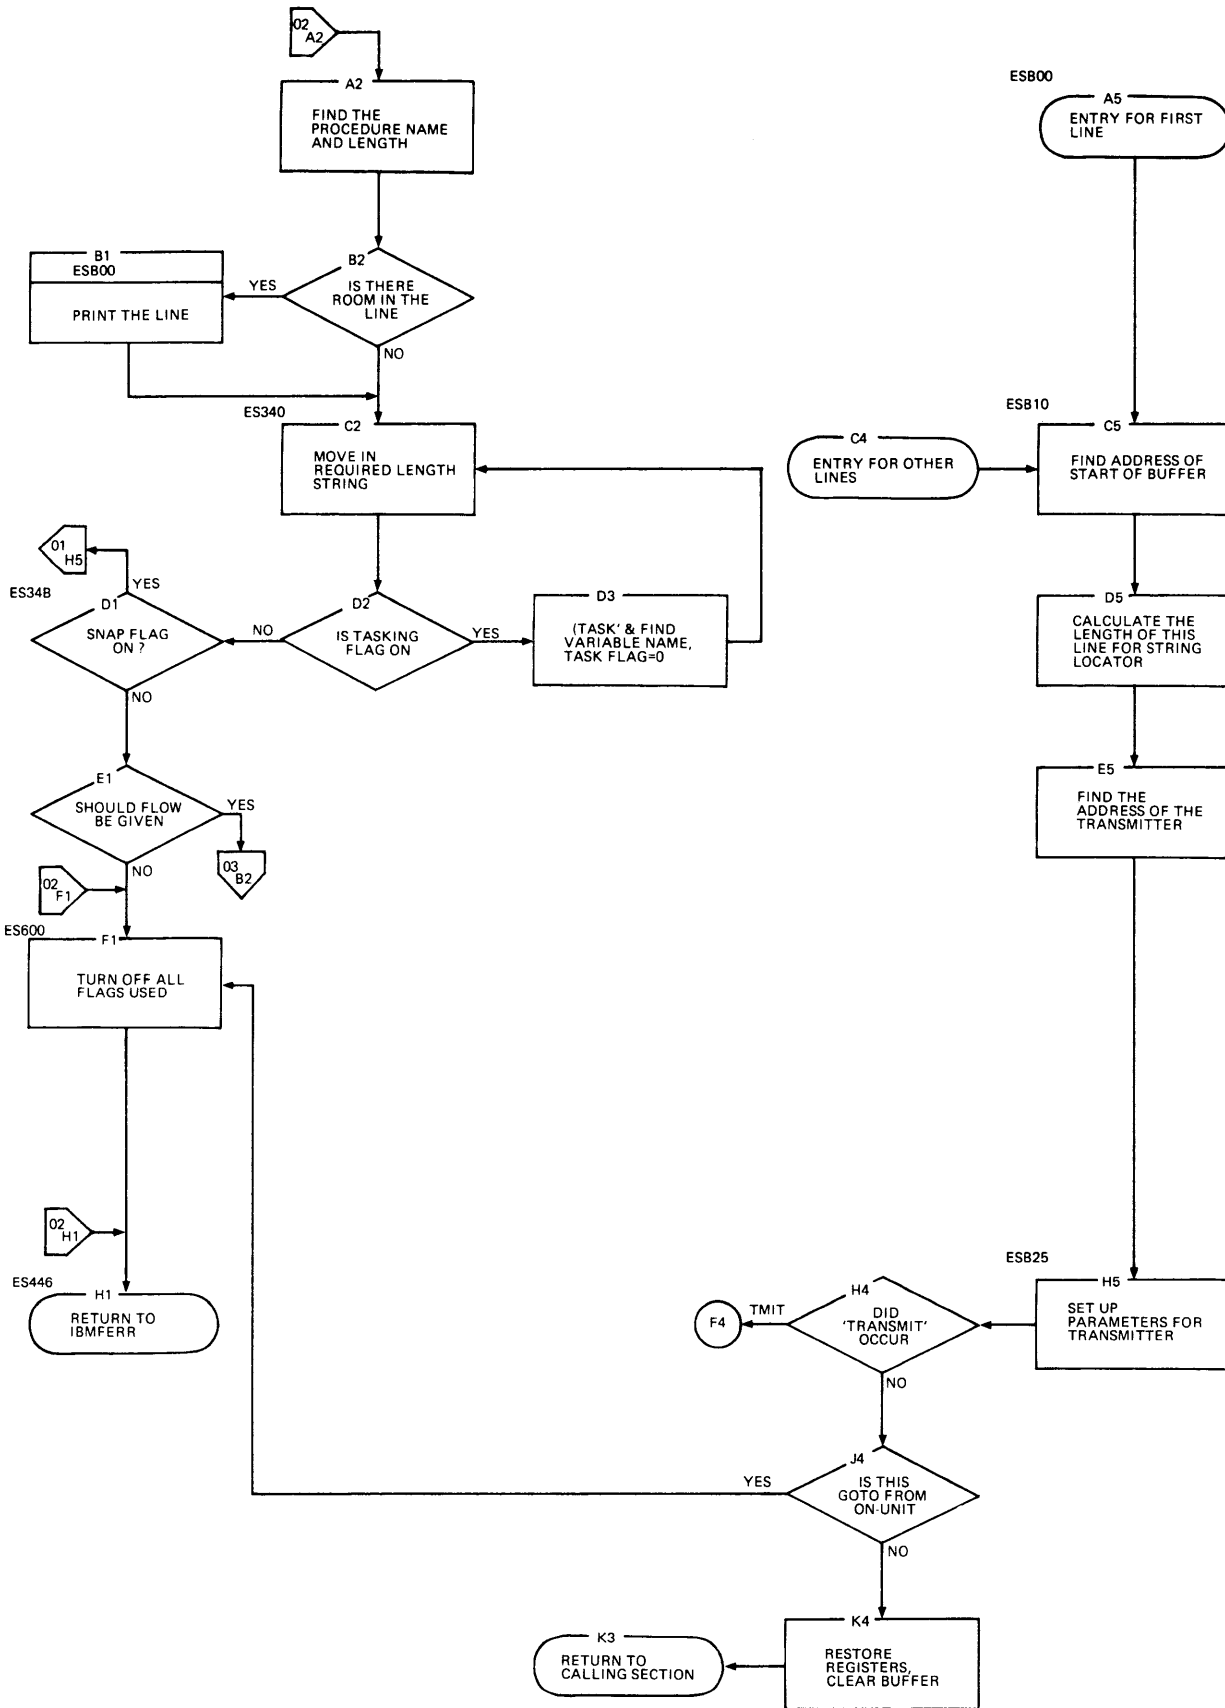 02
A2
A2
FIND THE
PROCEDURE NAME
AND LENGTH
B1
ESB00
PRINT THE LINE
YES
B2
IS THERE
ROOM IN THE
LINE
NO
ES340
C2
MOVE IN
REQUIRED LENGTH
STRING
01
H5
YES
ES34B
D1
SNAP FLAG
ON ?
NO
NO
D2
IS TASKING
FLAG ON
YES
D3
(TASK' & FIND
VARIABLE NAME,
TASK FLAG=0
E1
SHOULD FLOW
BE GIVEN
YES
NO
03
B2
02
F1
ES600
F1
TURN OFF ALL
FLAGS USED
02
H1
ES446
H1
RETURN TO
IBMFERR
ESB00
A5
ENTRY FOR FIRST
LINE
ESB10
C4
ENTRY FOR OTHER
LINES
C5
FIND ADDRESS OF
START OF BUFFER
D5
CALCULATE THE
LENGTH OF THIS
LINE FOR STRING
LOCATOR
E5
FIND THE
ADDRESS OF THE
TRANSMITTER
ESB25
H5
SET UP
PARAMETERS FOR
TRANSMITTER
H4
DID
'TRANSMIT'
OCCUR
TMIT
F4
NO
J4
IS THIS
GOTO FROM
ON-UNIT
YES
NO
K4
RESTORE
REGISTERS,
CLEAR BUFFER
K3
RETURN TO
CALLING SECTION